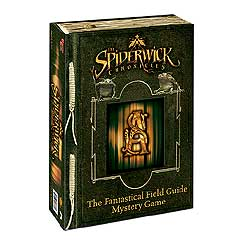 THE
SPIDERWICK
CHRONICLES
The Fantastical Field Guide
Mystery Game